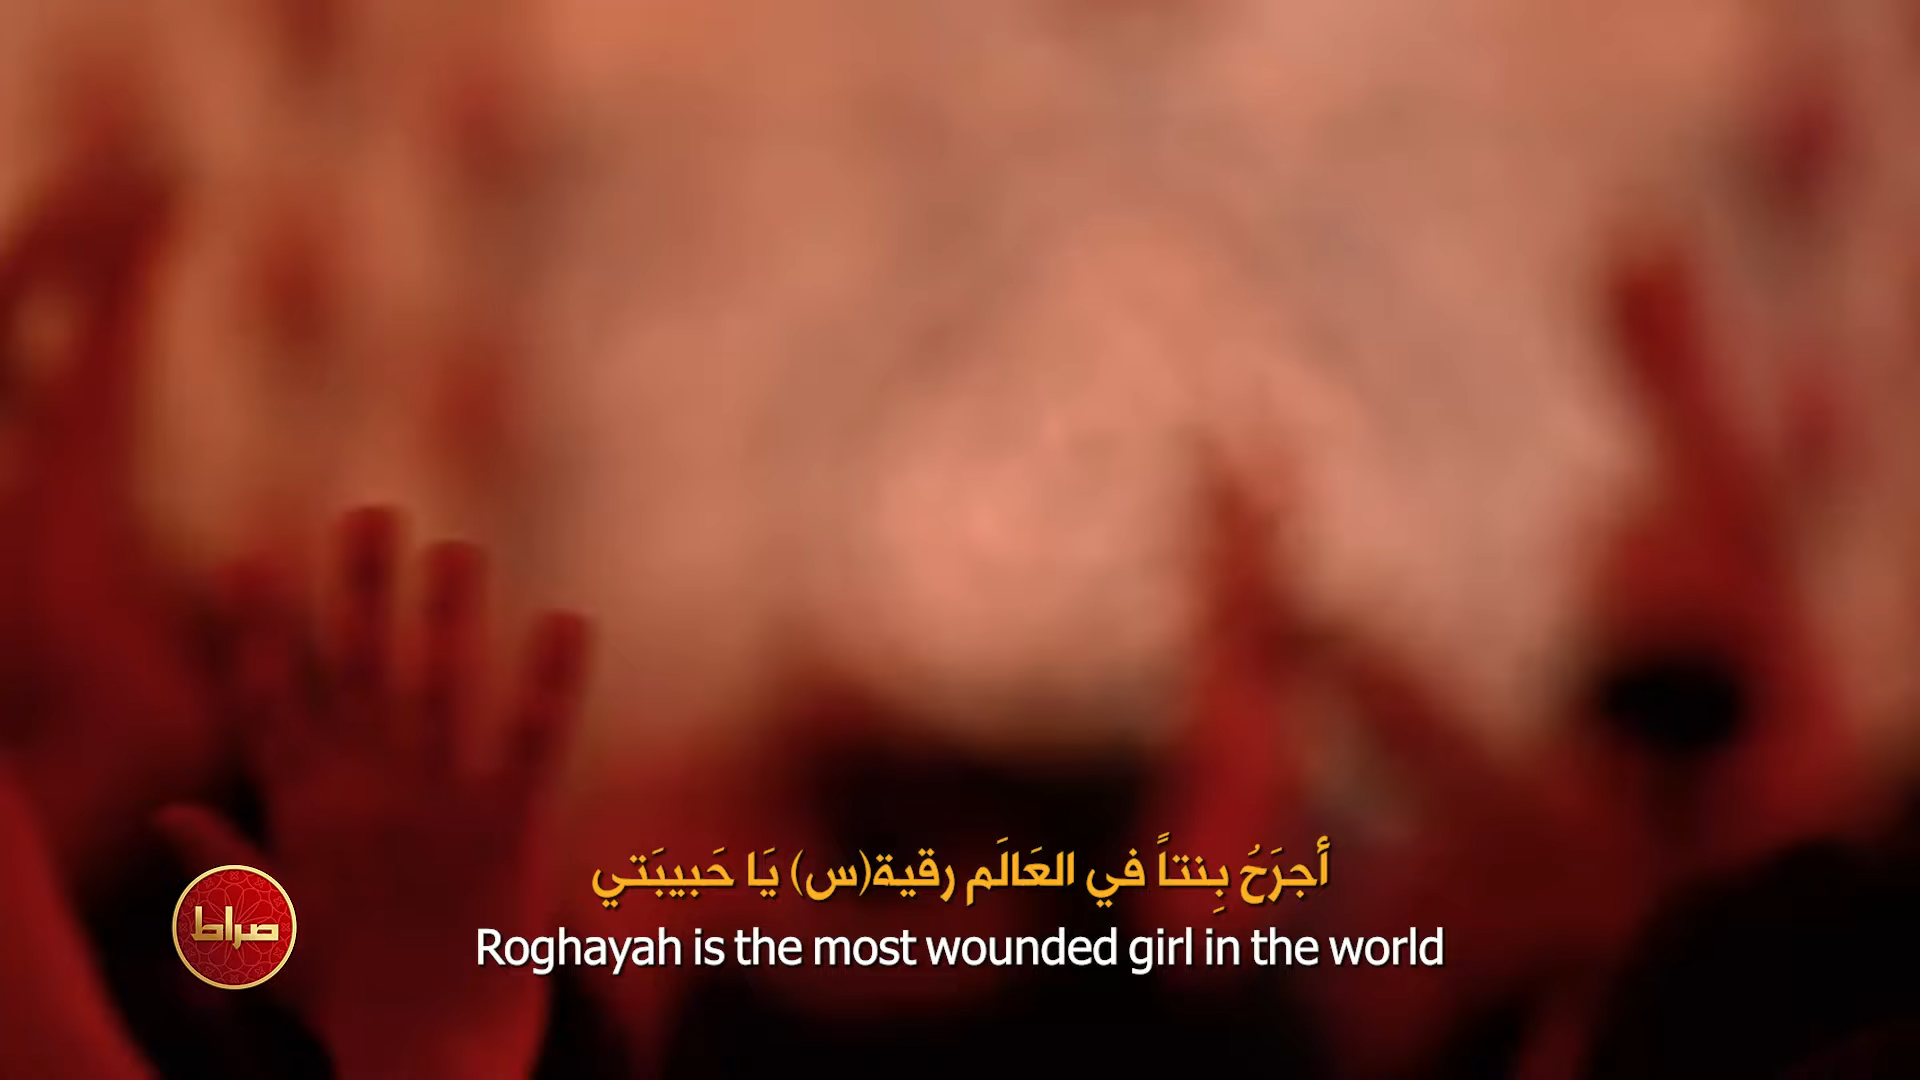 أجرَحُ بِنتاً في العَالَم رقية(س) يَا حَبيبَتي
Roghayah is the most wounded girl in the world
صراط